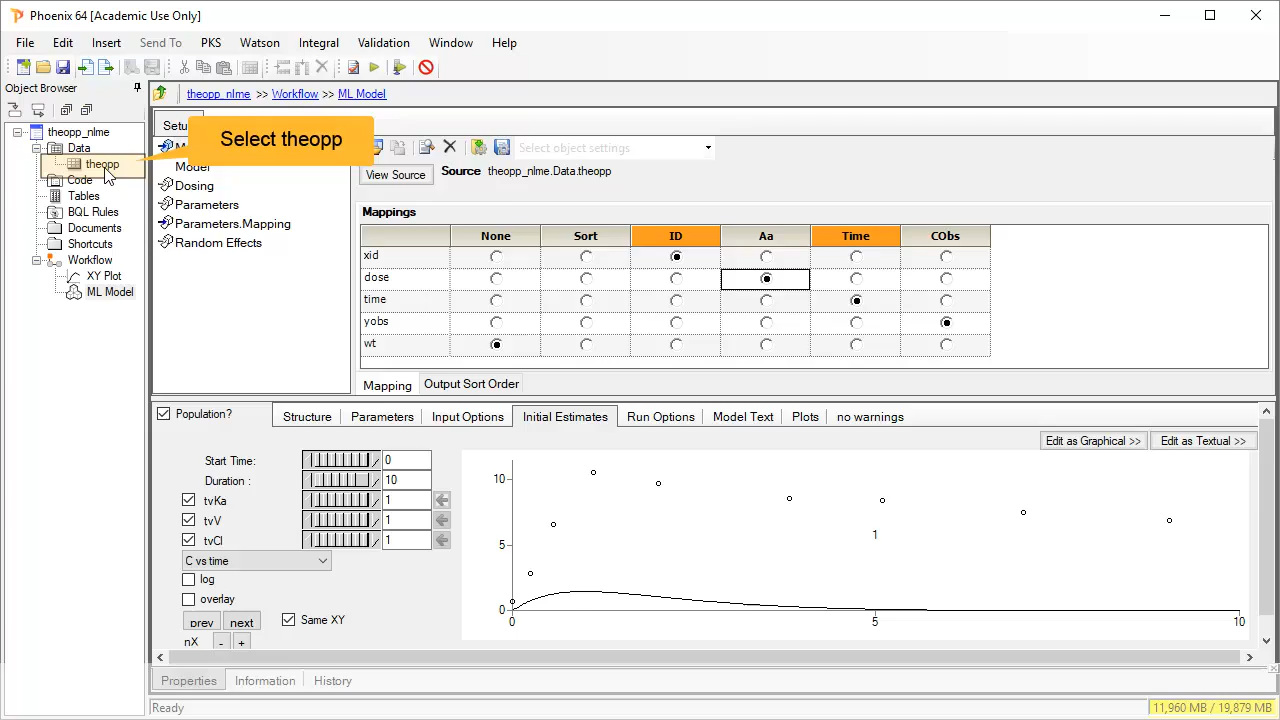 Phoenix 64 [Academic Use Only]
File Edit Insert Send To PKS Watson Integral Validation Window Help
Object Browser
theopp_nlme >> Workflow >> ML Model
theopp_nlme
Data
theopp
Code
Tables
BQL Rules
Documents
Shortcuts
Workflow
XY Plot
ML Model
Select theopp
Model
Dosing
Parameters
Parameters.Mapping
Random Effects
Select object settings
View Source Source theopp_nlme.Data.theopp
Mappings
None Sort ID Aa Time CObs
xid
dose
time
yobs
wt
Mapping Output Sort Order
Population? Structure Parameters Input Options Initial Estimates Run Options Model Text Plots no warnings
Edit as Graphical >> Edit as Textual >>
Start Time: 0
Duration : 10
tvKa 1
tvV 1
tvCl 1
C vs time
log
overlay
prev next Same XY
nX - +
10
5
0
1
0 5 10
Properties Information History
Ready 11,960 MB / 19,879 MB